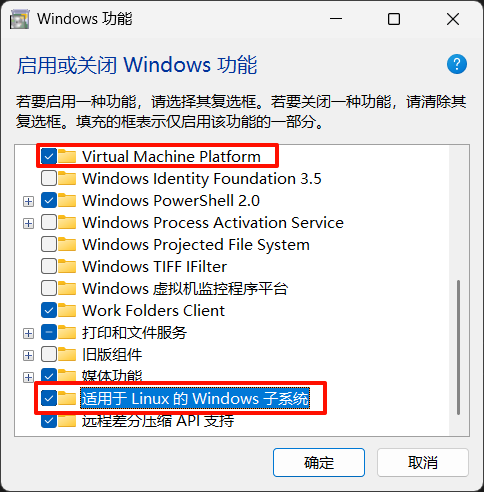 Windows 功能
启用或关闭 Windows 功能
?
若要启用一种功能，请选择其复选框。若要关闭一种功能，请清除其
复选框。填充的框表示仅启用该功能的一部分。
Virtual Machine Platform
Windows Identity Foundation 3.5
Windows PowerShell 2.0
Windows Process Activation Service
Windows Projected File System
Windows TIFF IFilter
Windows 虚拟机监控程序平台
Work Folders Client
打印和文件服务
旧版组件
媒体功能
适用于 Linux 的 Windows 子系统
远程差分压缩 API 支持
确定
取消